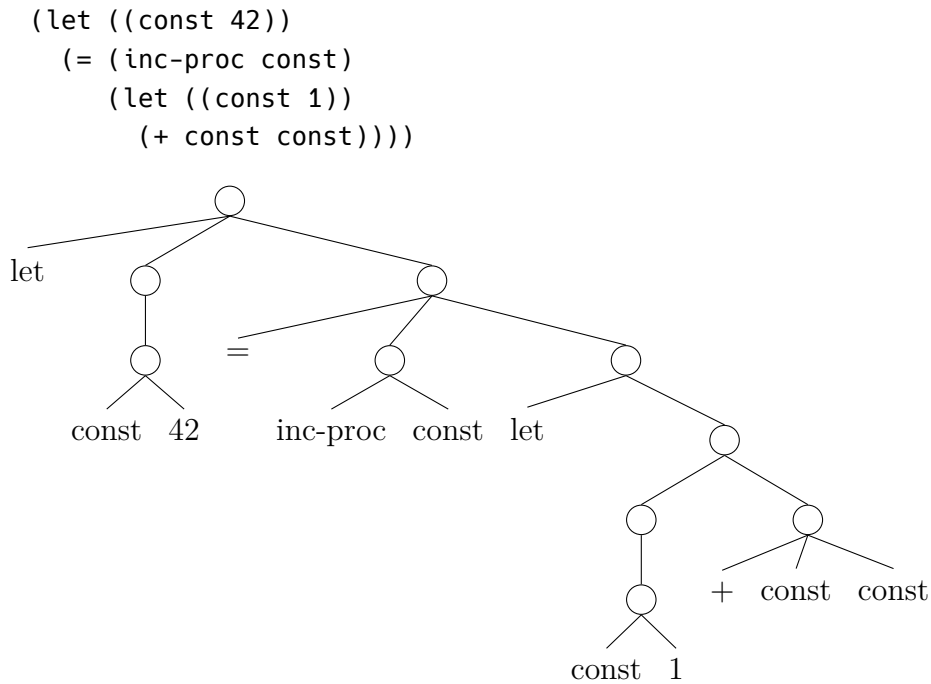 (let ((const 42))
(= (inc-proc const)
(let ((const 1))
(+ const const))))
let
=
const 42 inc-proc const let
+ const const
const 1